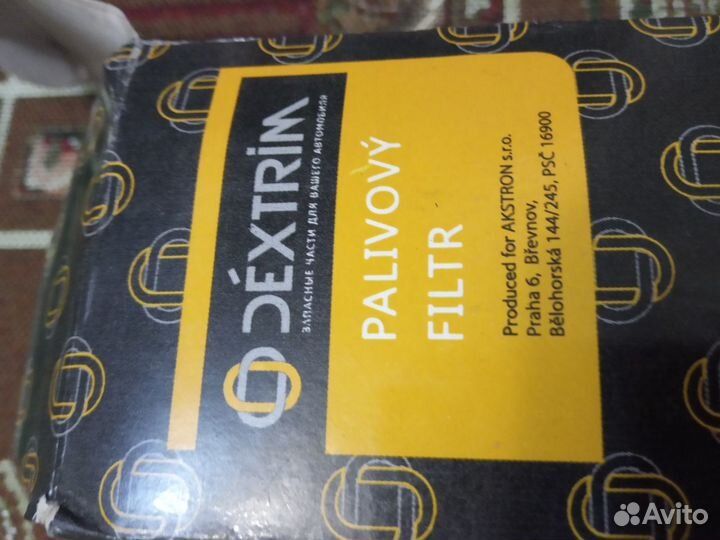 DÉXTRIM
ЗАПАСНЫЕ ЧАСТИ ДЛЯ ВАШЕГО АВТОМОБИЛЯ
PALIVOVÝ
FILTR
Produced for AKSTRON s.r.o.
Praha 6, Břevnov,
Bělohorská 144/245, PSČ 16900
Avito